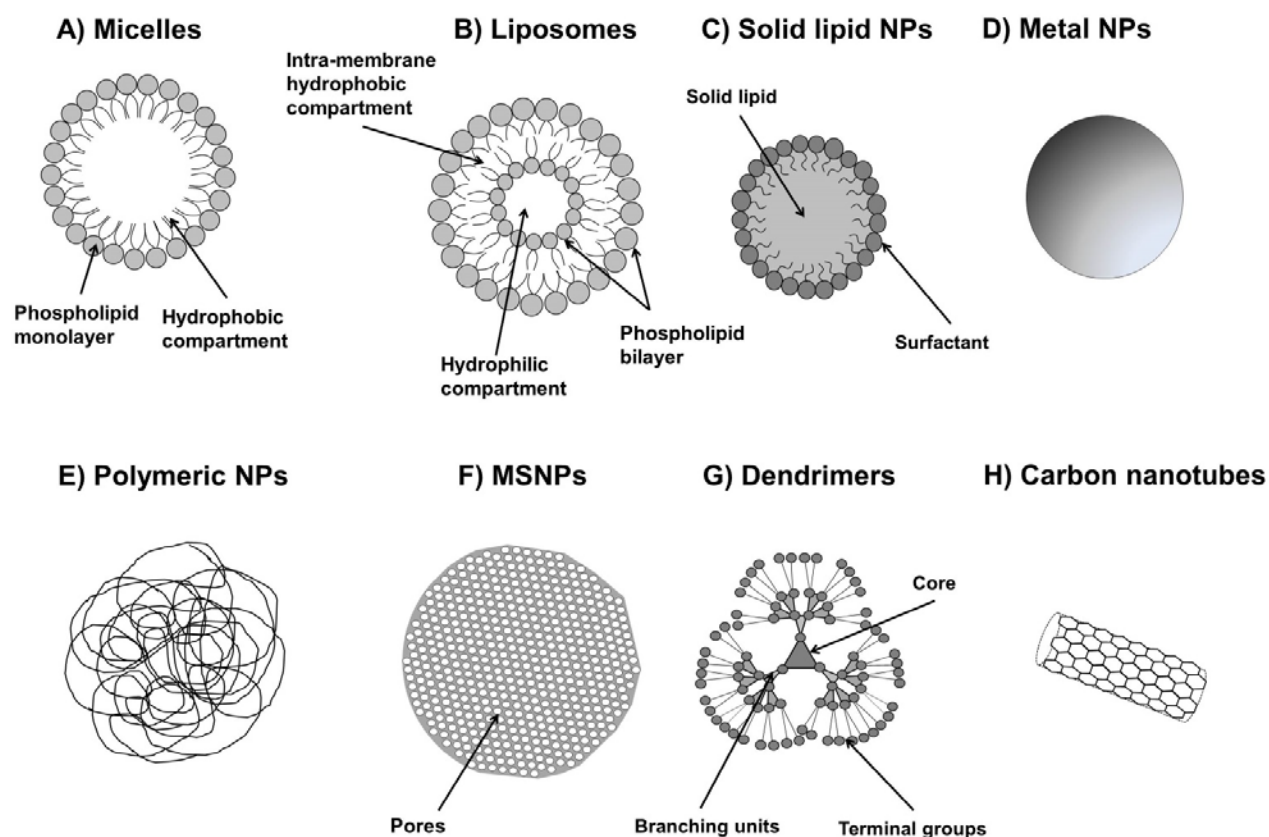 A) Micelles
B) Liposomes
C) Solid lipid NPs
D) Metal NPs
Intra-membrane
hydrophobic
compartment
Solid lipid
Phospholipid
monolayer
Hydrophobic
compartment
Hydrophilic
compartment
Phospholipid
bilayer
Surfactant
E) Polymeric NPs
F) MSNPs
G) Dendrimers
H) Carbon nanotubes
Core
Pores
Branching units
Terminal groups